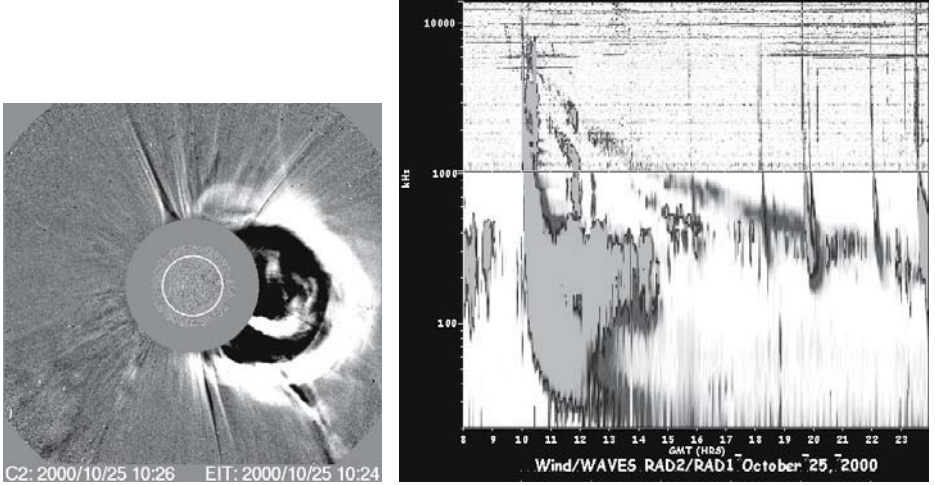 C2: 2000/10/25 10:26 EIT: 2000/10/25 10:24
10000
1000
kHz
100
8 9 10 11 12 13 14 15 16 17 18 19 20 21 22 23
GMT (HRS)
Wind/WAVES RAD2/RAD1 October 25, 2000